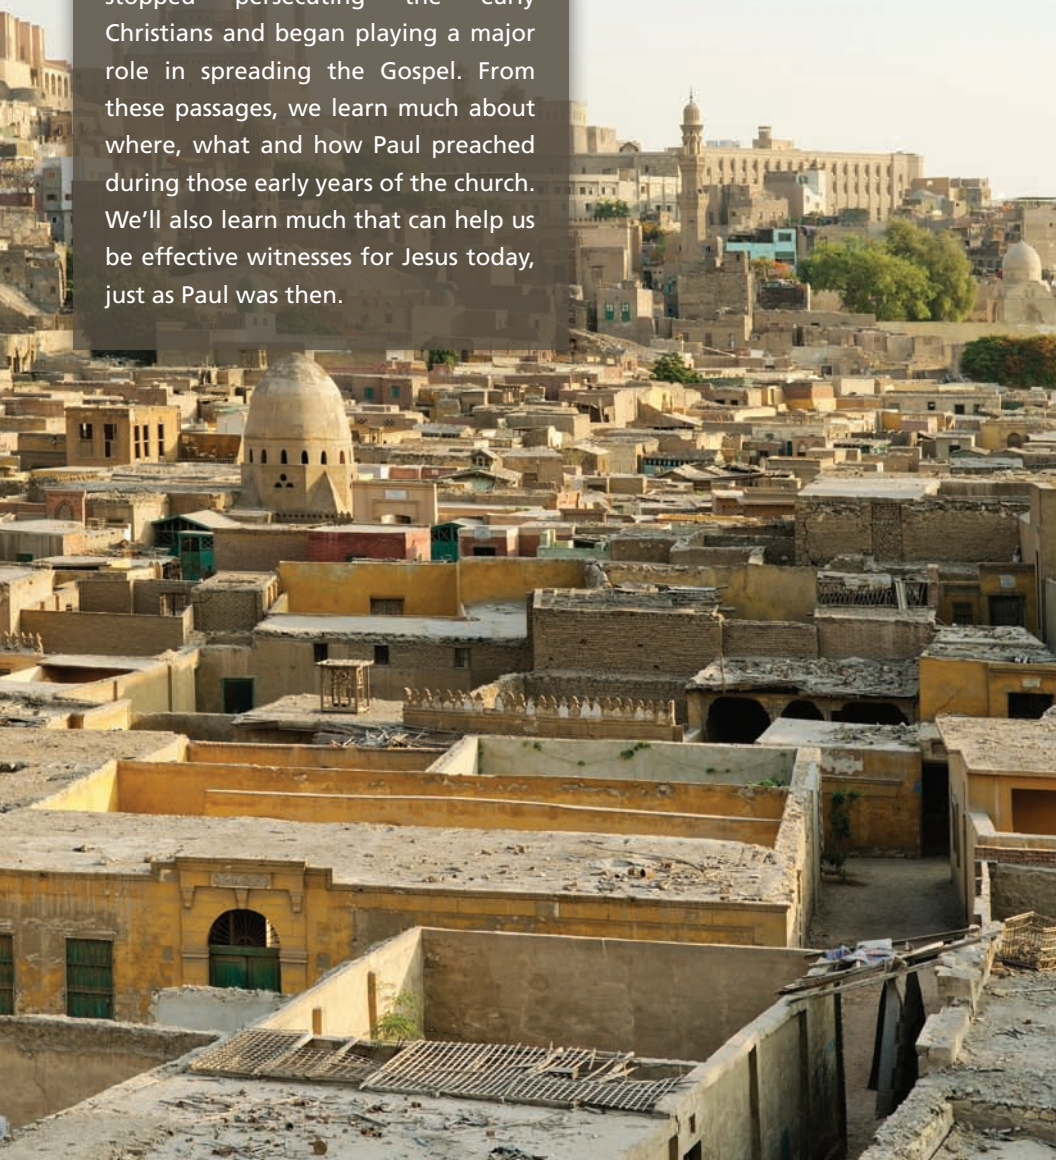 stopped persecuting the early
Christians and began playing a major
role in spreading the Gospel. From
these passages, we learn much about
where, what and how Paul preached
during those early years of the church.
We’ll also learn much that can help us
be effective witnesses for Jesus today,
just as Paul was then.